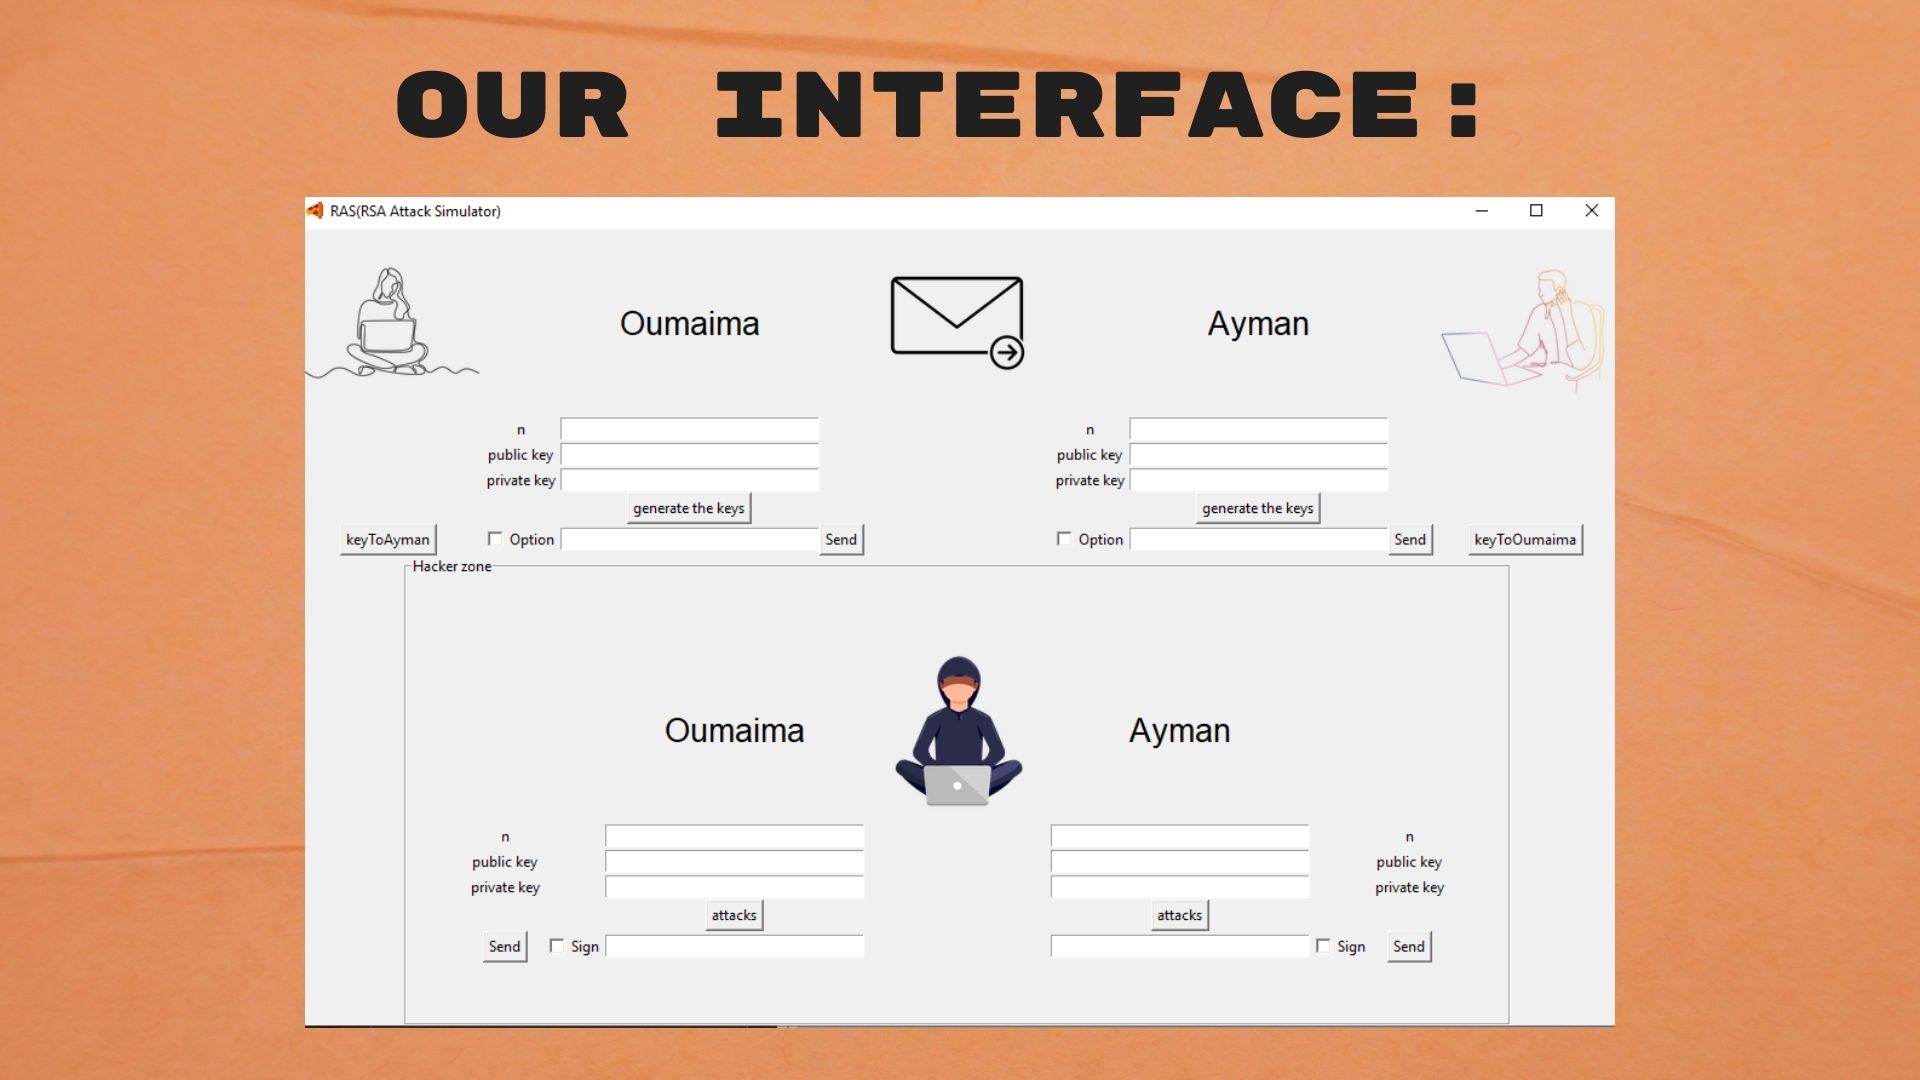 OUR INTERFACE:
RAS(RSA Attack Simulator)
Oumaima Ayman
n n
public key public key
private key private key
generate the keys generate the keys
keyToAyman Option Send Option Send keyToOumaima
Hacker zone
Oumaima Ayman
n n
public key public key
private key private key
attacks attacks
Send Sign Sign Send